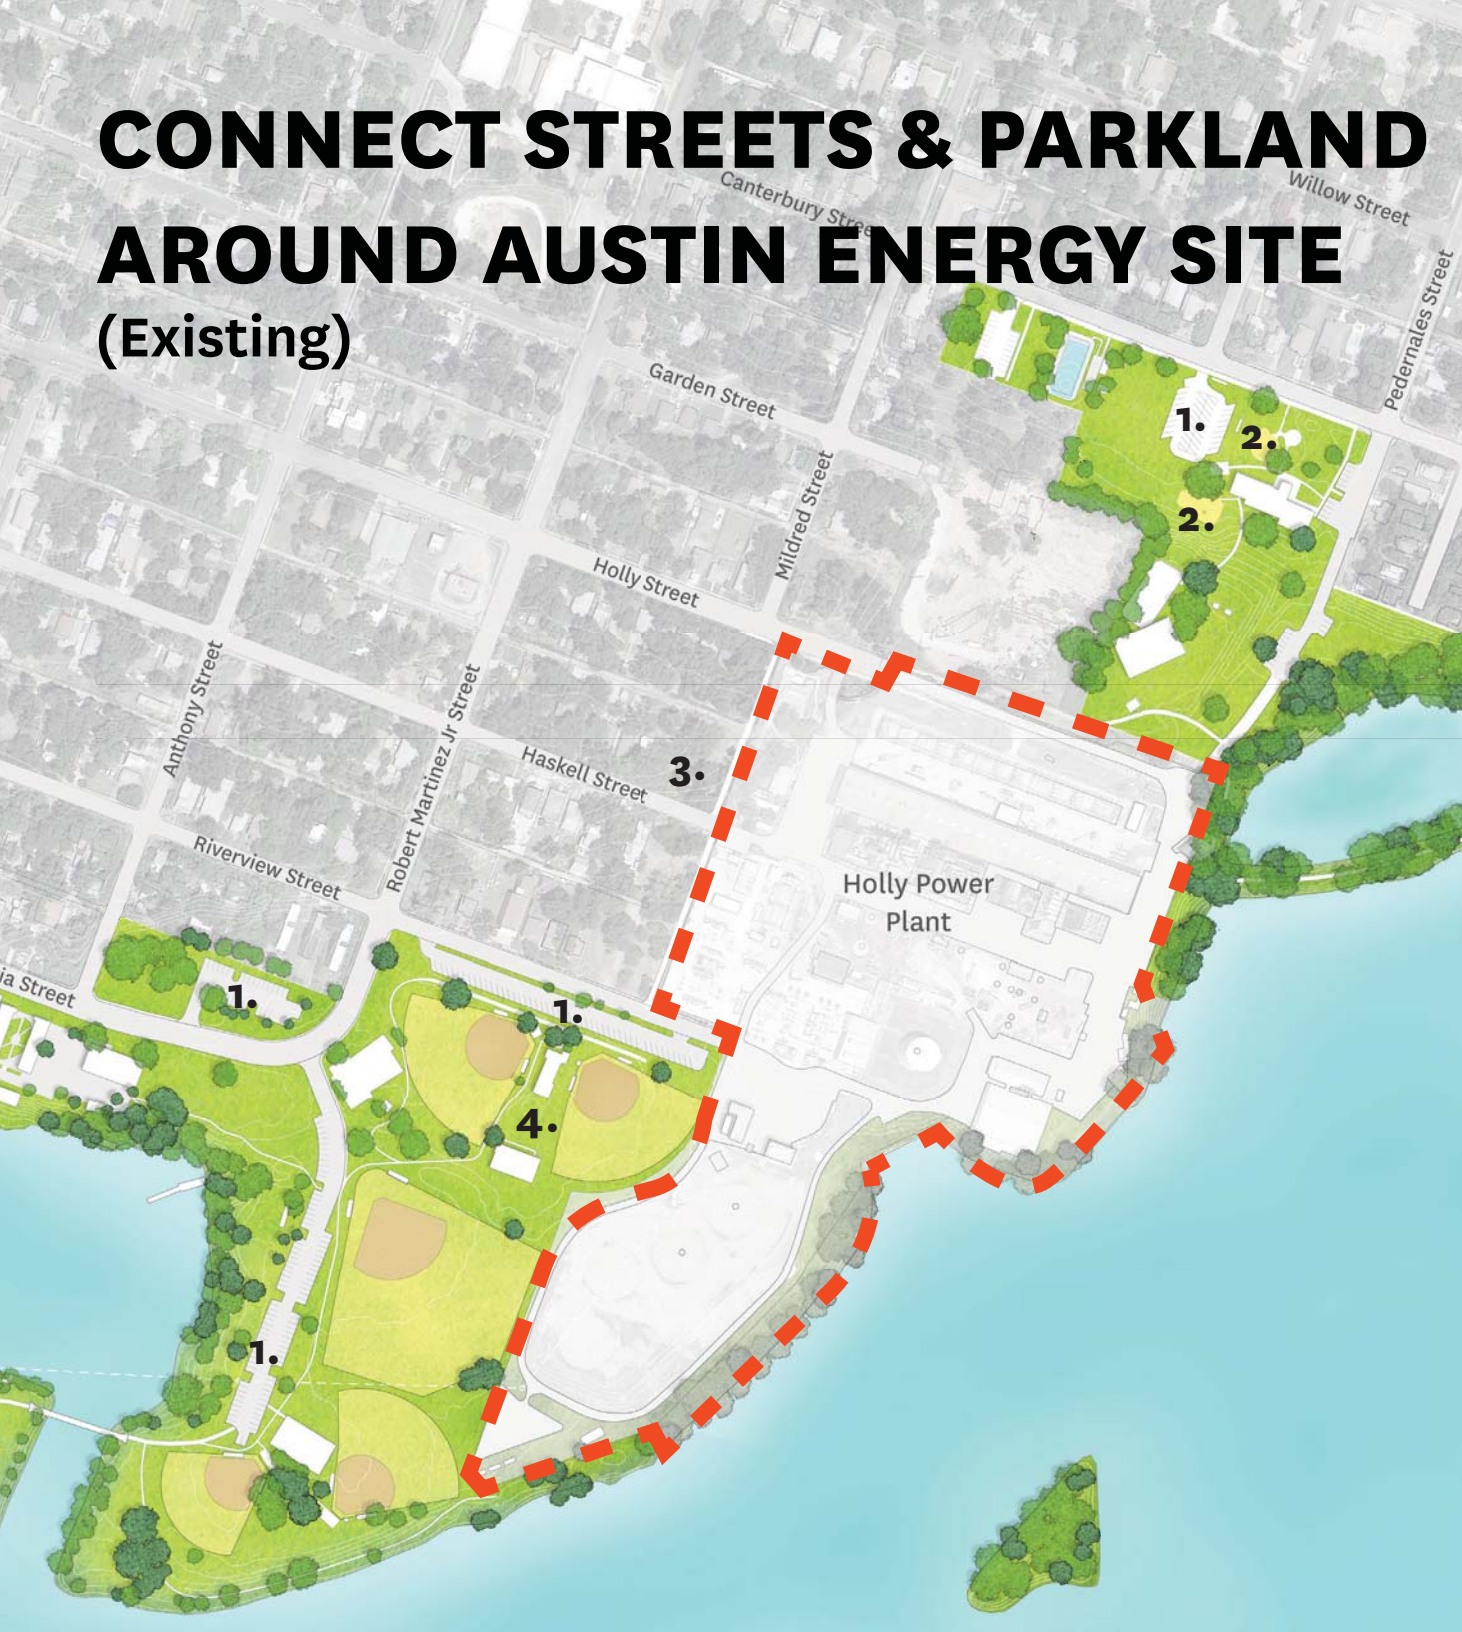 CONNECT STREETS & PARKLAND
AROUND AUSTIN ENERGY SITE
(Existing)
Canterbury Street
Willow Street
Pedernales Street
Garden Street
Mildred Street
Holly Street
Anthony Street
Robert Martinez Jr Street
Haskell Street
Riverview Street
ia Street
Holly Power
Plant
1.
2.
2.
3.
1.
1.
4.
1.